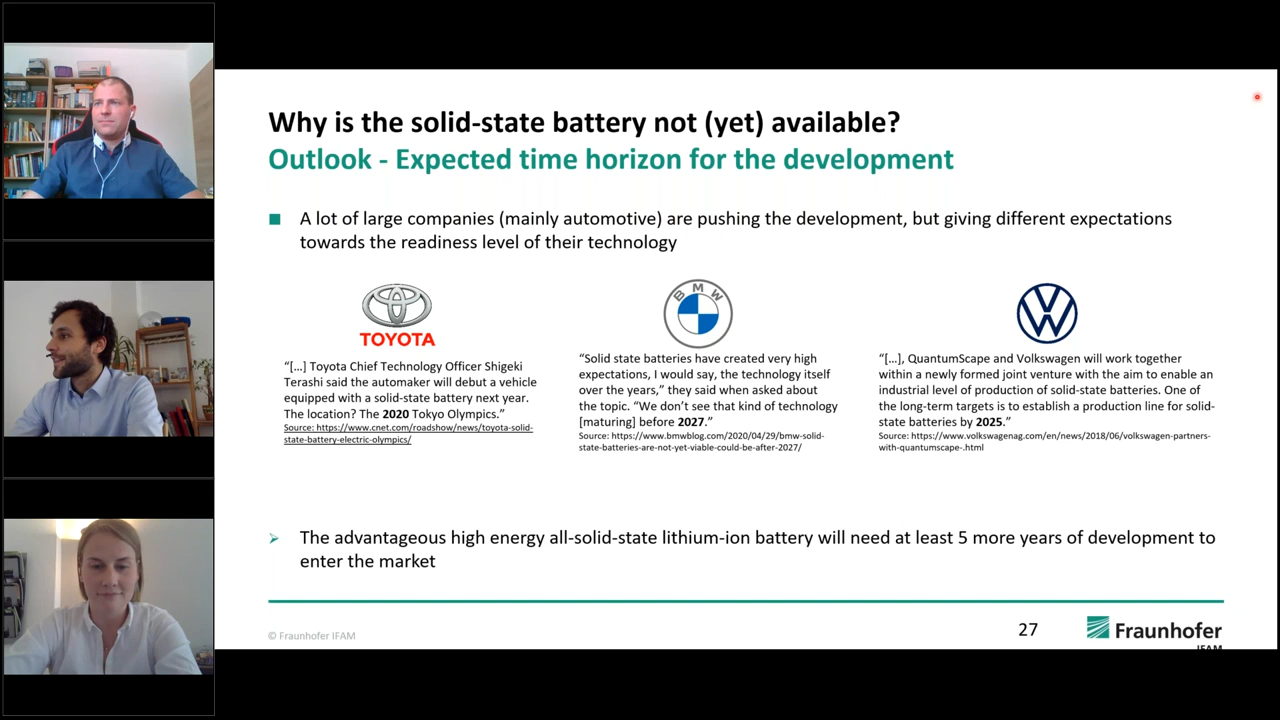 Why is the solid-state battery not (yet) available?
Outlook - Expected time horizon for the development
A lot of large companies (mainly automotive) are pushing the development, but giving different expectations
towards the readiness level of their technology
TOYOTA
“[…] Toyota Chief Technology Officer Shigeki
Terashi said the automaker will debut a vehicle
equipped with a solid-state battery next year.
The location? The 2020 Tokyo Olympics.”
Source: https://www.cnet.com/roadshow/news/toyota-solid-
state-battery-electric-olympics/
BMW
“Solid state batteries have created very high
expectations, I would say, the technology itself
over the years,” they said when asked about
the topic. “We don’t see that kind of technology
[maturing] before 2027.”
Source: https://www.bmwblog.com/2020/04/29/bmw-solid-
state-batteries-are-not-yet-viable-could-be-after-2027/
“[…], QuantumScape and Volkswagen will work together
within a newly formed joint venture with the aim to enable an
industrial level of production of solid-state batteries. One of
the long-term targets is to establish a production line for solid-
state batteries by 2025.”
Source: https://www.volkswagenag.com/en/news/2018/06/volkswagen-partners-
with-quantumscape-.html
The advantageous high energy all-solid-state lithium-ion battery will need at least 5 more years of development to
enter the market
© Fraunhofer IFAM
27
Fraunhofer
IFAM